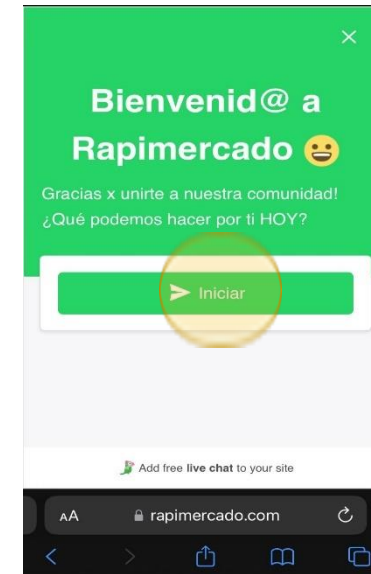 Bienvenid@ a
Rapimercado 😀
Gracias x unirte a nuestra comunidad!
¿Qué podemos hacer por ti HOY?
Iniciar
Add free live chat to your site
AA rapimercado.com